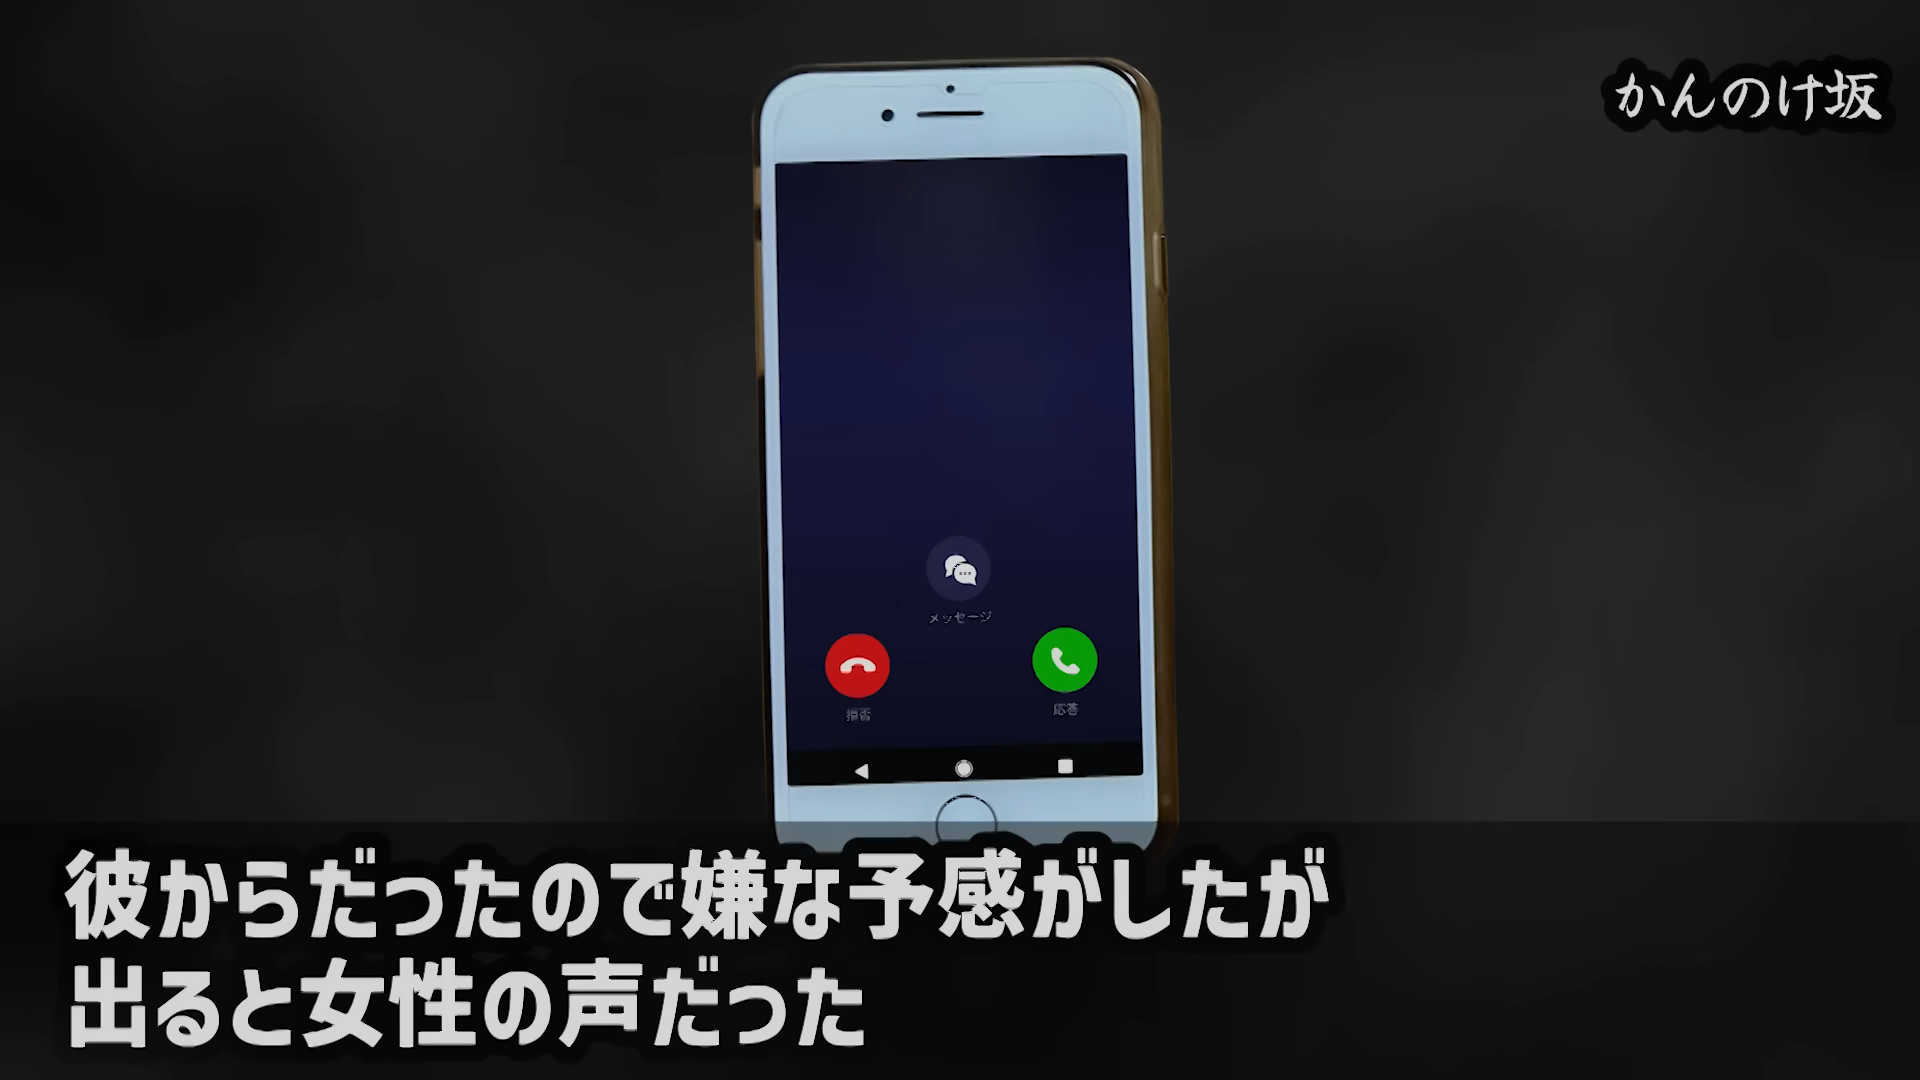 かんのけ坂
メッセージ
拒否
応答
彼からだったので嫌な予感がしたが
出ると女性の声だった